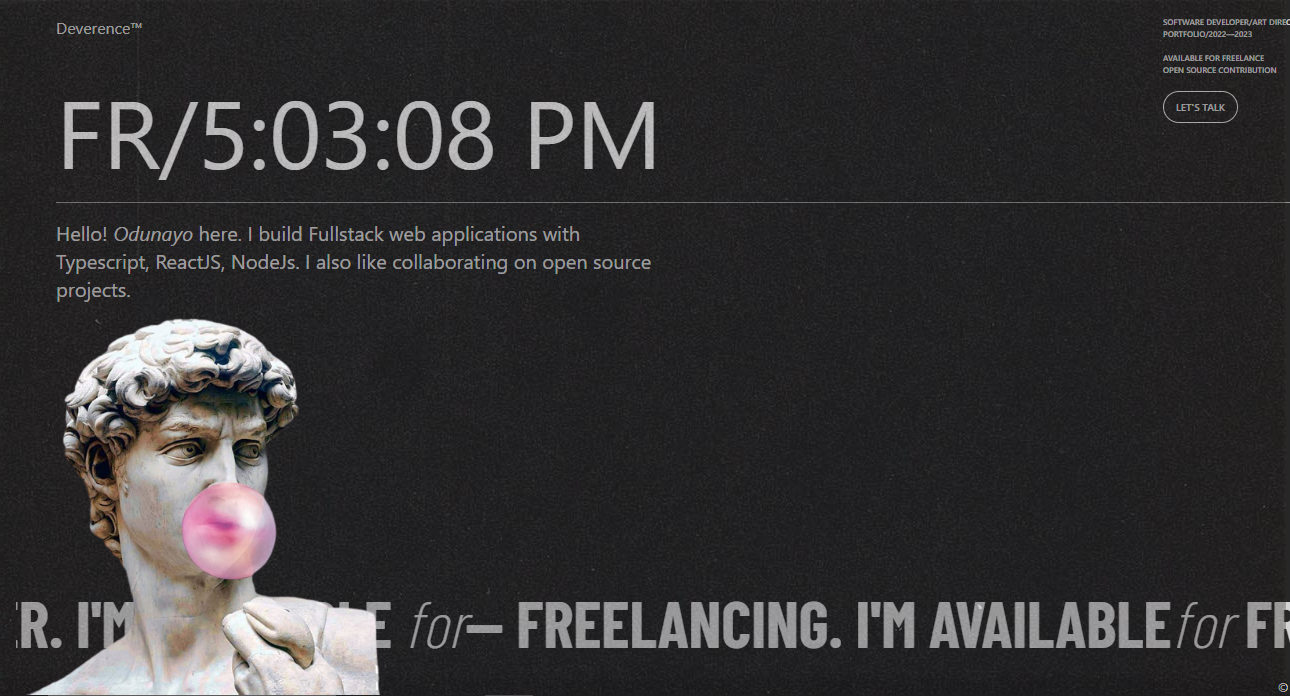 Deverence™
SOFTWARE DEVELOPER/ART DIREC
PORTFOLIO/2022—2023
AVAILABLE FOR FREELANCE
OPEN SOURCE CONTRIBUTION
LET'S TALK
FR/5:03:08 PM
Hello! Odunayo here. I build Fullstack web applications with
Typescript, ReactJS, NodeJs. I also like collaborating on open source
projects.
R. I'M LE for— FREELANCING. I'M AVAILABLE for FR
©